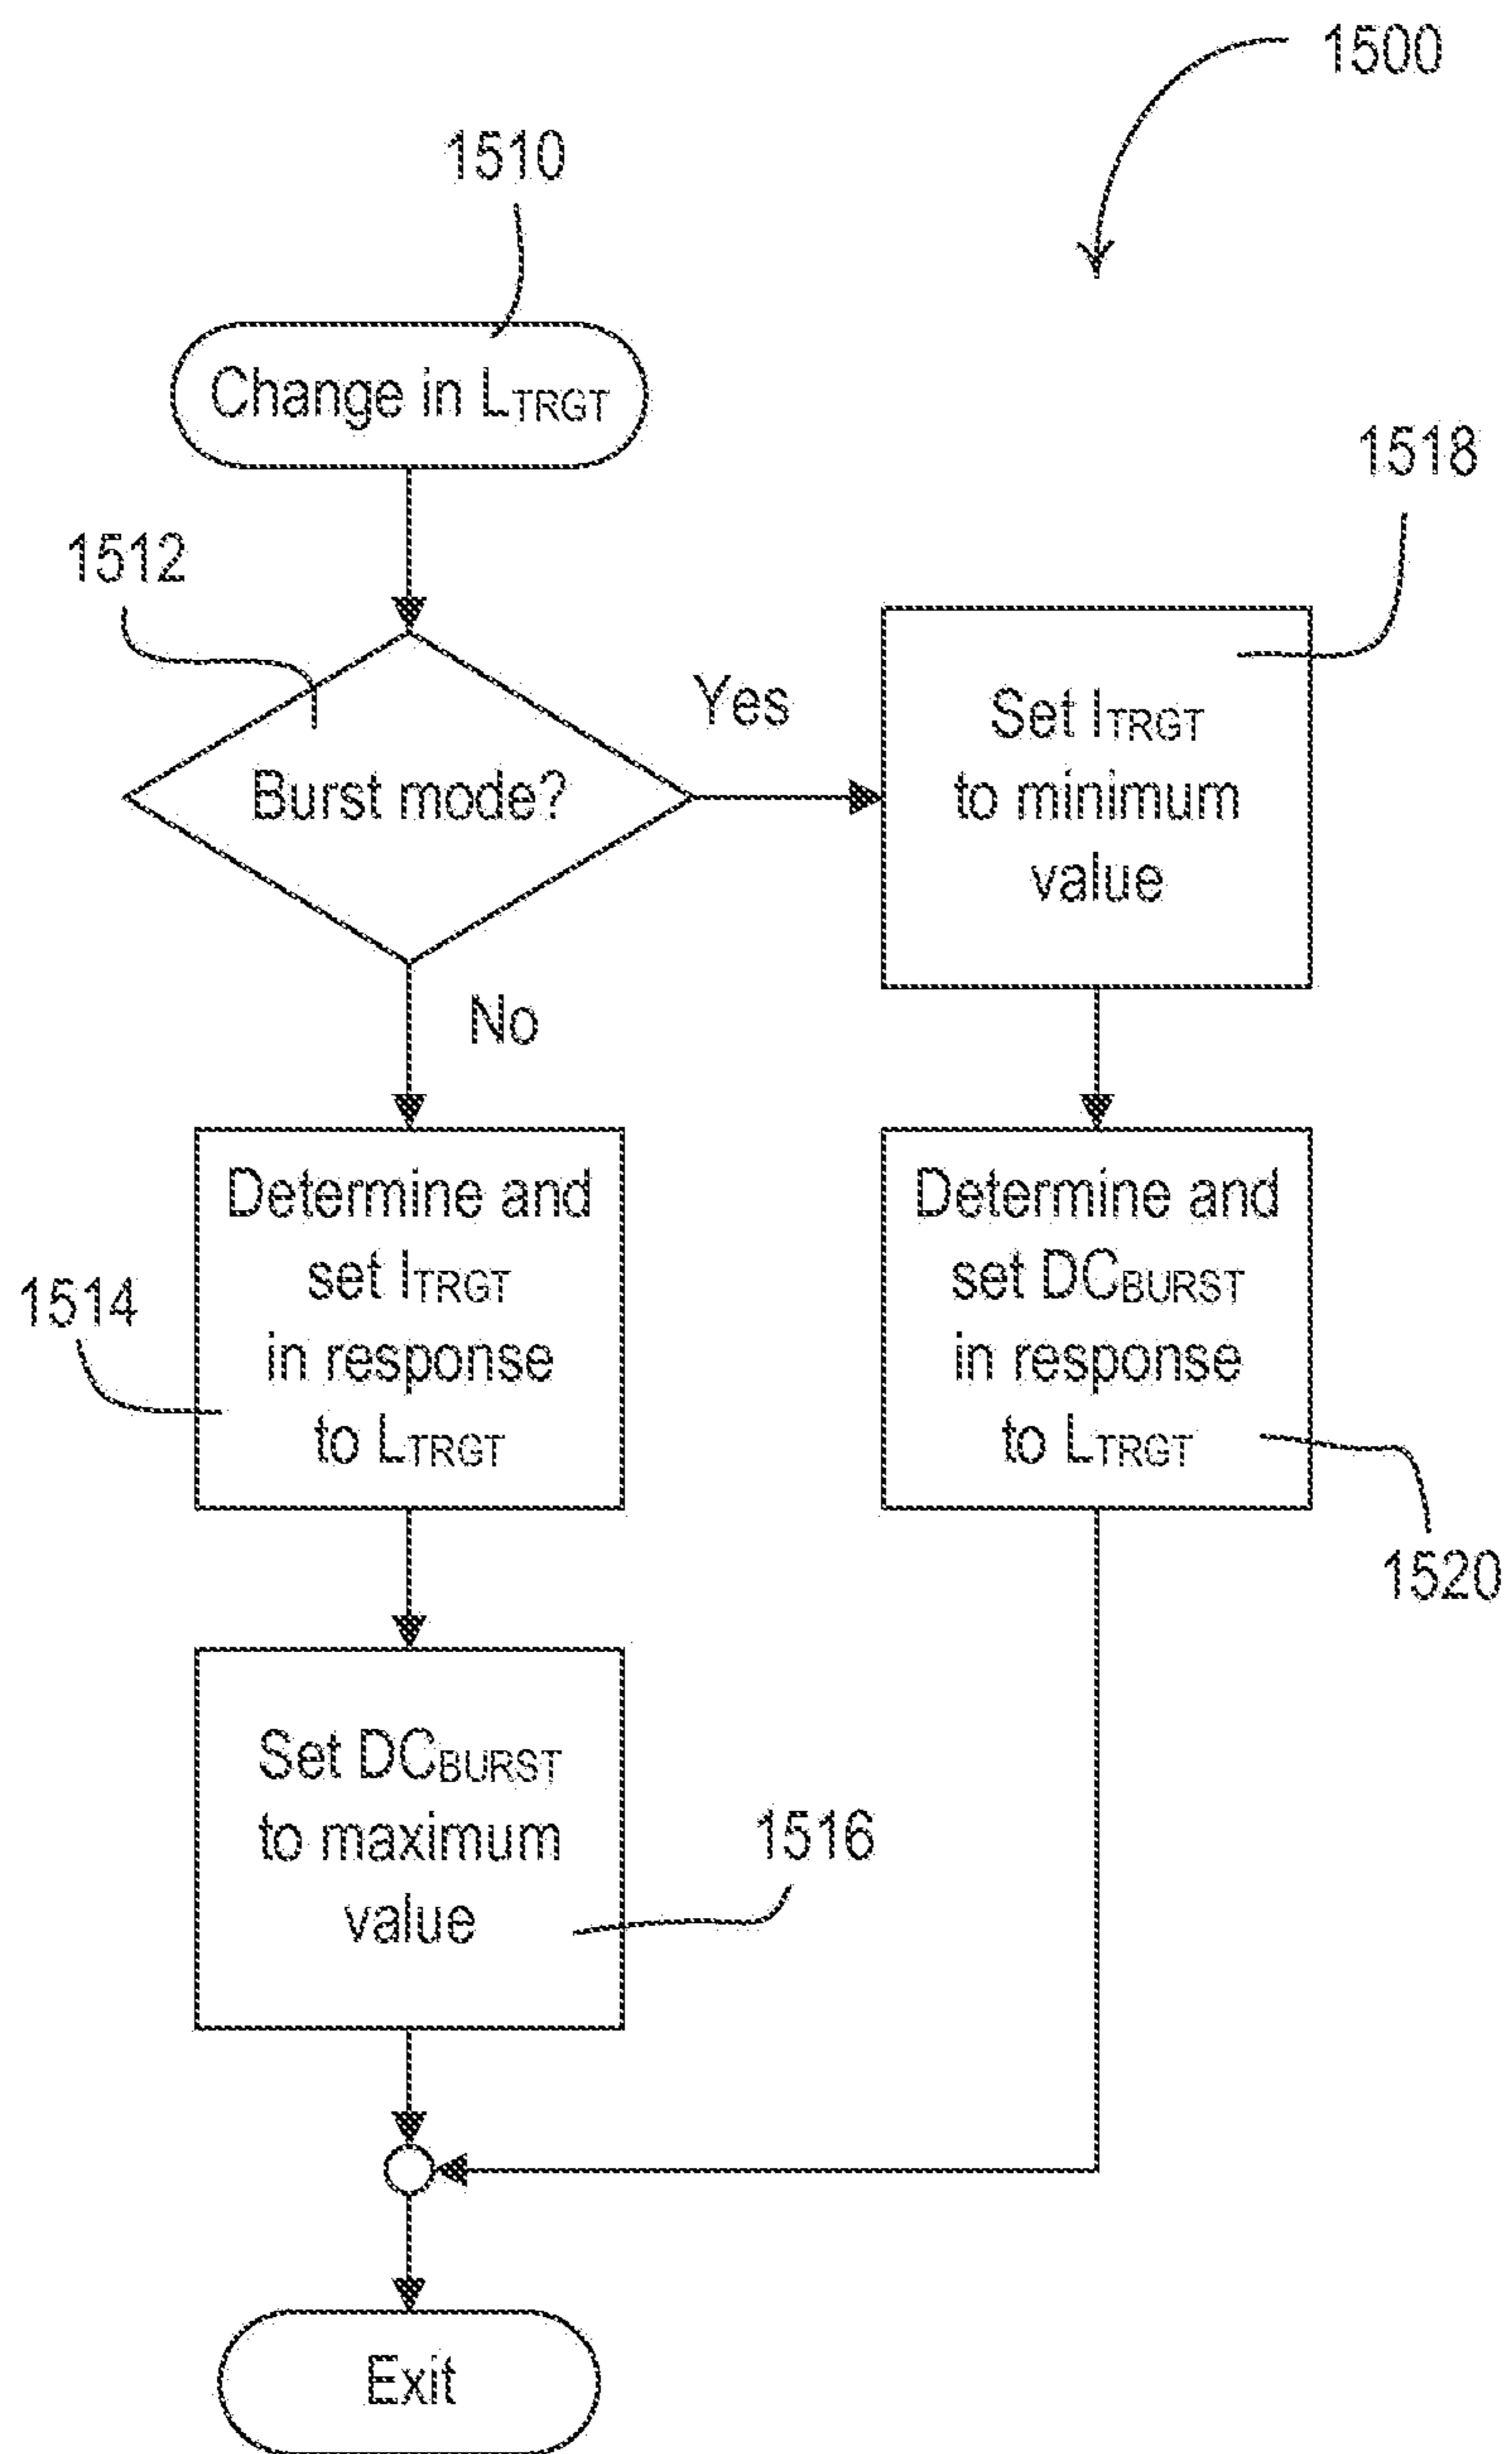 1500
1510
Change in LTRGT
1518
1512
Yes
Set ITRGT
to minimum
value
Burst mode?
No
Determine and
set ITRGT
in response
to LTRGT
1514
Determine and
set DCBURST
in response
to LTRGT
1520
Set DCBURST
to maximum
value
1516
Exit